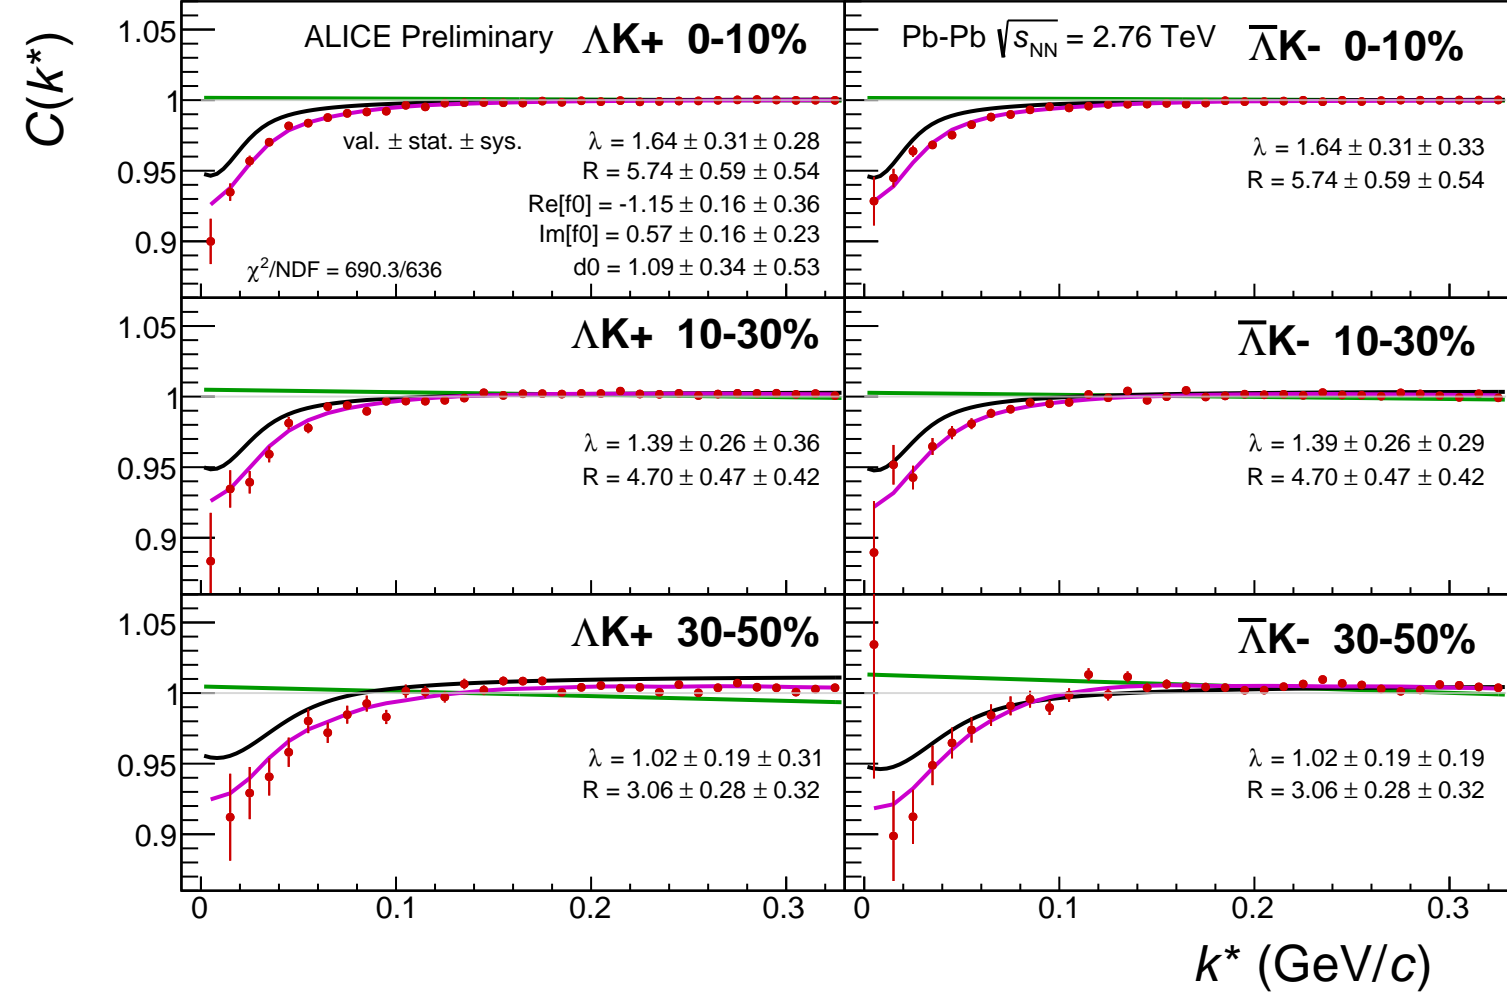 C(k*)
ALICE Preliminary ΛK+ 0-10%
1.05
1
0.95
0.9
val. ± stat. ± sys.
λ = 1.64 ± 0.31 ± 0.28
R = 5.74 ± 0.59 ± 0.54
Re[f0] = -1.15 ± 0.16 ± 0.36
Im[f0] = 0.57 ± 0.16 ± 0.23
d0 = 1.09 ± 0.34 ± 0.53
χ²/NDF = 690.3/636
Pb-Pb √sNN = 2.76 TeV Λ̅K- 0-10%
λ = 1.64 ± 0.31 ± 0.33
R = 5.74 ± 0.59 ± 0.54
ΛK+ 10-30%
1.05
1
0.95
0.9
λ = 1.39 ± 0.26 ± 0.36
R = 4.70 ± 0.47 ± 0.42
Λ̅K- 10-30%
λ = 1.39 ± 0.26 ± 0.29
R = 4.70 ± 0.47 ± 0.42
ΛK+ 30-50%
1.05
1
0.95
0.9
λ = 1.02 ± 0.19 ± 0.31
R = 3.06 ± 0.28 ± 0.32
Λ̅K- 30-50%
λ = 1.02 ± 0.19 ± 0.19
R = 3.06 ± 0.28 ± 0.32
0 0.1 0.2 0.3 0 0.1 0.2 0.3
k* (GeV/c)